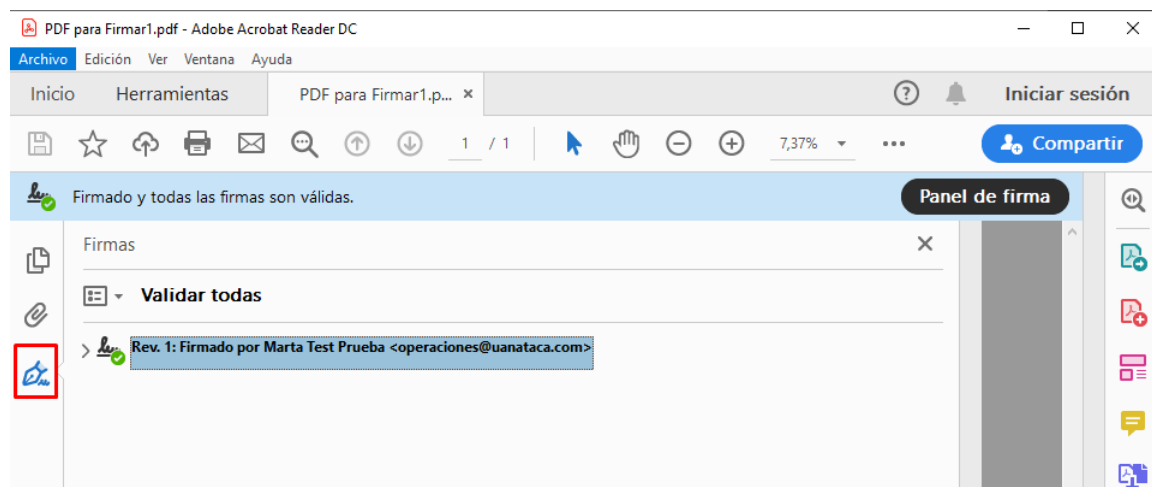 PDF para Firmar1.pdf - Adobe Acrobat Reader DC
Archivo Edición Ver Ventana Ayuda
Inicio Herramientas PDF para Firmar1.p... × ? Iniciar sesión
1 / 1 7,37% ... Compartir
Firmado y todas las firmas son válidas. Panel de firma
Firmas
Validar todas
Rev. 1: Firmado por Marta Test Prueba <operaciones@uanataca.com>